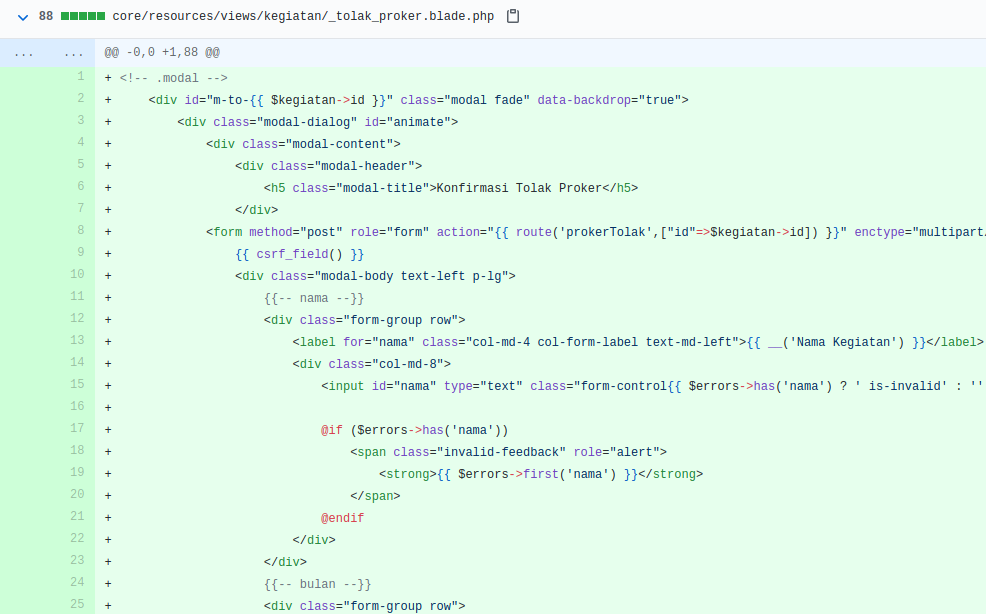 88 core/resources/views/kegiatan/_tolak_proker.blade.php
... ... @@ -0,0 +1,88 @@
1 + <!-- .modal -->
2 + <div id="m-to-{{ $kegiatan->id }}" class="modal fade" data-backdrop="true">
3 + <div class="modal-dialog" id="animate">
4 + <div class="modal-content">
5 + <div class="modal-header">
6 + <h5 class="modal-title">Konfirmasi Tolak Proker</h5>
7 + </div>
8 + <form method="post" role="form" action="{{ route('prokerTolak',["id"=>$kegiatan->id]) }}" enctype="multipart.
9 + {{ csrf_field() }}
10 + <div class="modal-body text-left p-lg">
11 + {{-- nama --}}
12 + <div class="form-group row">
13 + <label for="nama" class="col-md-4 col-form-label text-md-left">{{ __('Nama Kegiatan') }}</label>
14 + <div class="col-md-8">
15 + <input id="nama" type="text" class="form-control{{ $errors->has('nama') ? ' is-invalid' : ''
16 +
17 + @if ($errors->has('nama'))
18 + <span class="invalid-feedback" role="alert">
19 + <strong>{{ $errors->first('nama') }}</strong>
20 + </span>
21 + @endif
22 + </div>
23 + </div>
24 + {{-- bulan --}}
25 + <div class="form-group row">